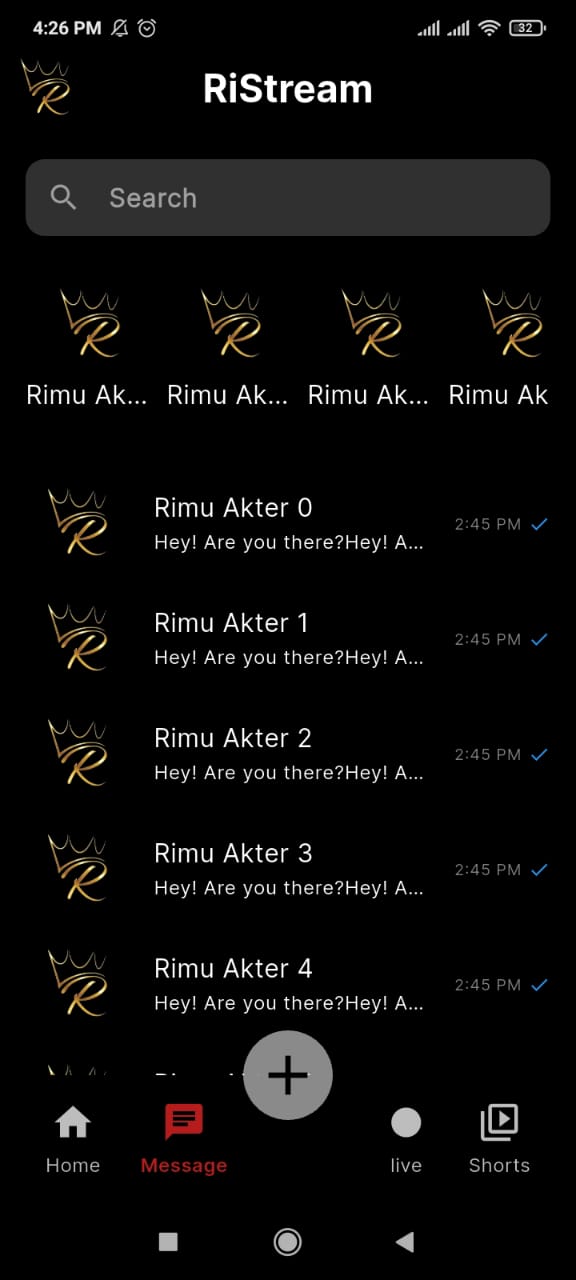 4:26 PM
32
RiStream
Search
Rimu Ak... Rimu Ak... Rimu Ak... Rimu Ak
Rimu Akter 0
Hey! Are you there?Hey! A...
2:45 PM
Rimu Akter 1
Hey! Are you there?Hey! A...
2:45 PM
Rimu Akter 2
Hey! Are you there?Hey! A...
2:45 PM
Rimu Akter 3
Hey! Are you there?Hey! A...
2:45 PM
Rimu Akter 4
Hey! Are you there?Hey! A...
2:45 PM
Home
Message
live
Shorts